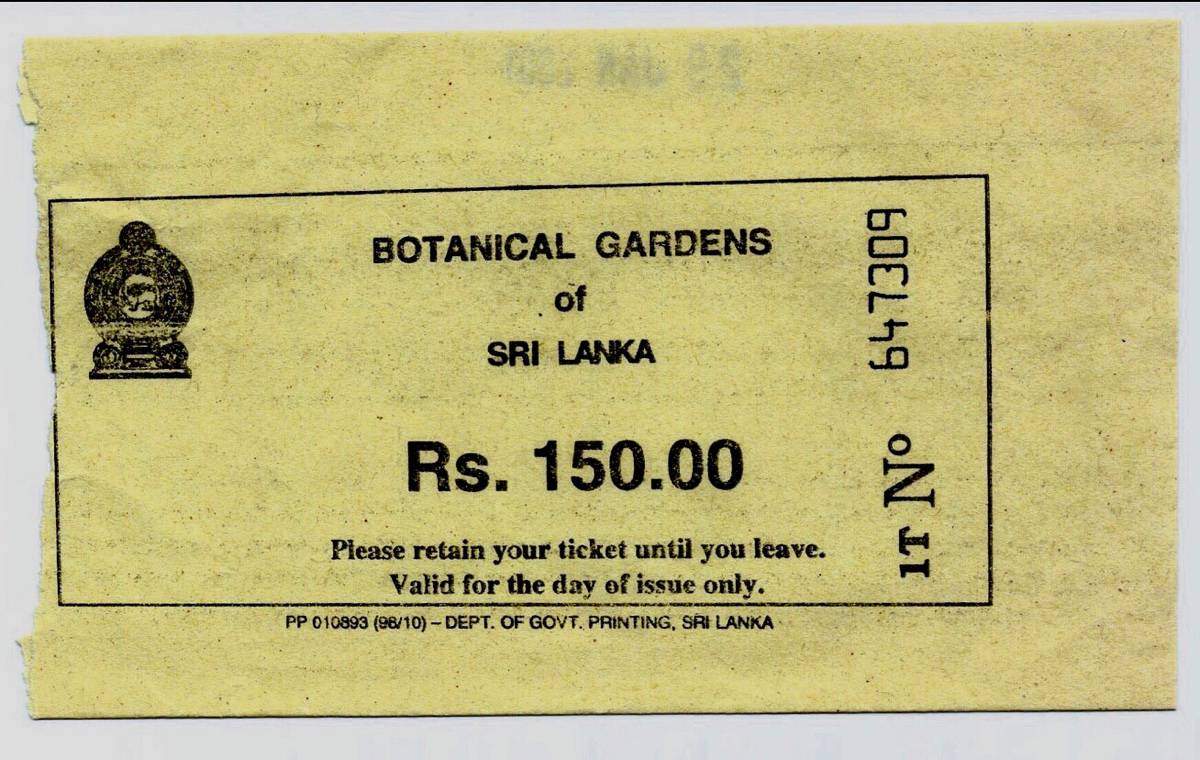 BOTANICAL GARDENS
of
SRI LANKA
Rs. 150.00
Please retain your ticket until you leave.
Valid for the day of issue only.
1T Nº 647309
PP 010893 (98/10) – DEPT. OF GOVT. PRINTING, SRI LANKA